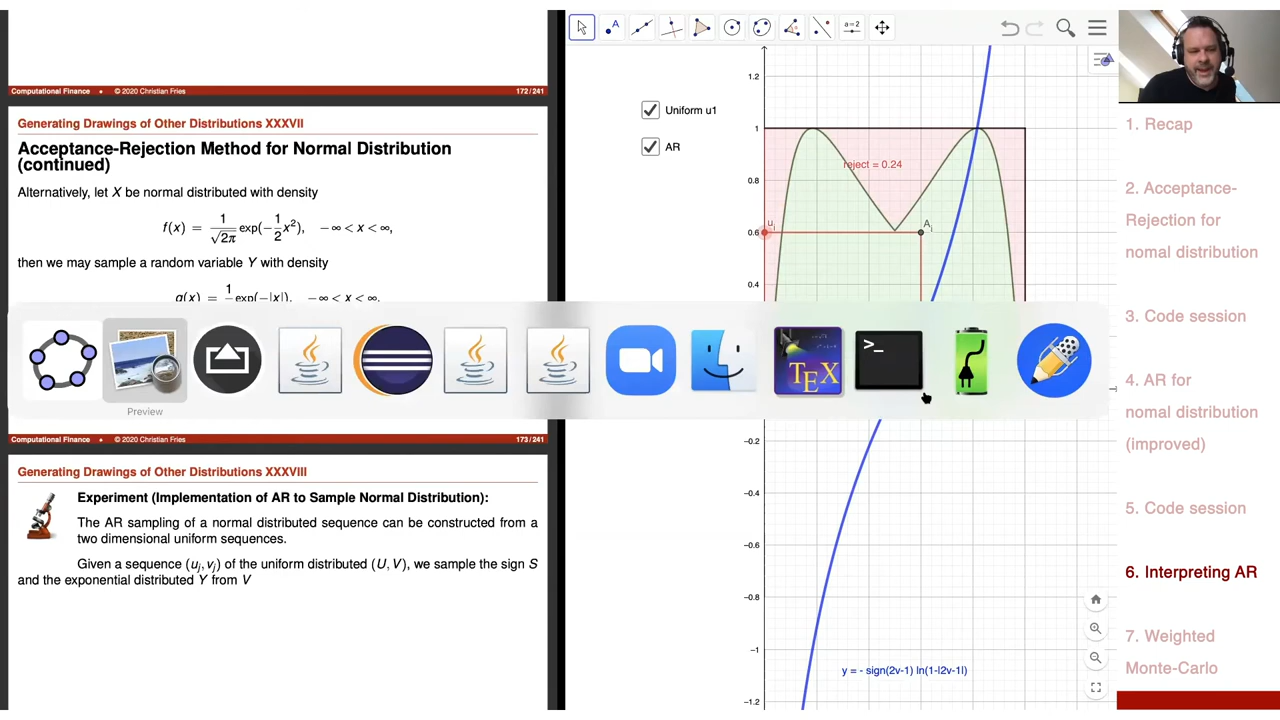 Computational Finance • © 2020 Christian Fries 172/241
Generating Drawings of Other Distributions XXXVII
Acceptance-Rejection Method for Normal Distribution
(continued)
Alternatively, let X be normal distributed with density
f(x) = 1/√2π exp(−1/2 x²), −∞ < x < ∞,
then we may sample a random variable Y with density
g(x) = 1 exp(−|x|), −∞ < x < ∞.
Preview
Computational Finance • © 2020 Christian Fries 173/241
Generating Drawings of Other Distributions XXXVIII
Experiment (Implementation of AR to Sample Normal Distribution):
The AR sampling of a normal distributed sequence can be constructed from a
two dimensional uniform sequences.
Given a sequence (uⱼ, vⱼ) of the uniform distributed (U, V), we sample the sign S
and the exponential distributed Y from V
A
a=2
Uniform u1
AR
1.2
1
0.8
0.6
0.4
−0.2
−0.4
−0.6
−0.8
−1
−1.2
reject = 0.24
uᵢ
Aᵢ
y = - sign(2v-1) ln(1-|2v-1|)
>_
TEX
1. Recap
2. Acceptance-
Rejection for
nomal distribution
3. Code session
4. AR for
nomal distribution
(improved)
5. Code session
6. Interpreting AR
7. Weighted
Monte-Carlo